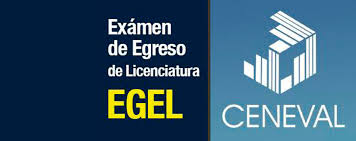 Exámen
de Egreso
de Licenciatura
EGEL
CENEVAL